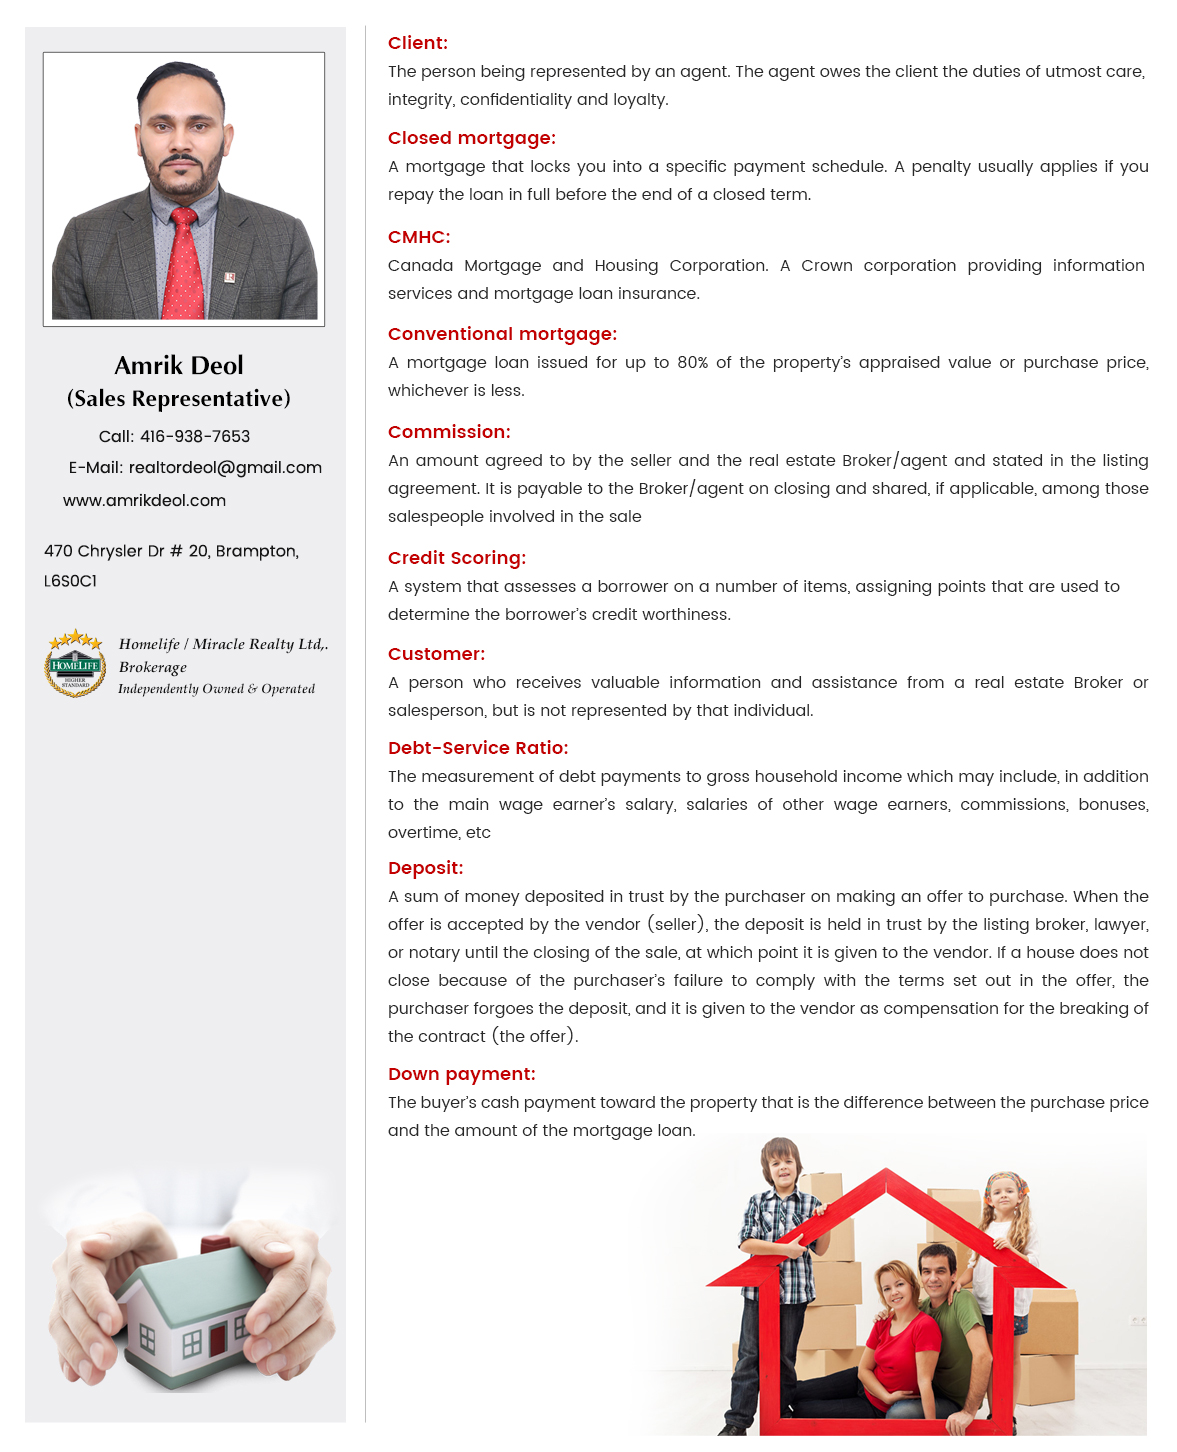 Amrik Deol
(Sales Representative)
Call: 416-938-7653
E-Mail: realtordeol@gmail.com
www.amrikdeol.com
470 Chrysler Dr # 20, Brampton,
L6S0C1
HOMELIFE
HIGHER
STANDARD
Homelife / Miracle Realty Ltd,.
Brokerage
Independently Owned & Operated
Client:
The person being represented by an agent. The agent owes the client the duties of utmost care,
integrity, confidentiality and loyalty.
Closed mortgage:
A mortgage that locks you into a specific payment schedule. A penalty usually applies if you
repay the loan in full before the end of a closed term.
CMHC:
Canada Mortgage and Housing Corporation. A Crown corporation providing information
services and mortgage loan insurance.
Conventional mortgage:
A mortgage loan issued for up to 80% of the property’s appraised value or purchase price,
whichever is less.
Commission:
An amount agreed to by the seller and the real estate Broker/agent and stated in the listing
agreement. It is payable to the Broker/agent on closing and shared, if applicable, among those
salespeople involved in the sale
Credit Scoring:
A system that assesses a borrower on a number of items, assigning points that are used to
determine the borrower’s credit worthiness.
Customer:
A person who receives valuable information ad assistance from a real estate Broker or
salesperson, but is not represented by that individual.
Debt-Service Ratio:
The measurement of debt payments to gross household income which may include, in addition
to the main wage earner’s salary, salaries of other wage earners, commissions, bonuses,
overtime, etc
Deposit:
A sum of money deposited in trust by the purchaser on making an offer to purchase. When the
offer is accepted by the vendor (seller), the deposit is held in trust by the listing broker, lawyer,
or notary until the closing of the sale, at which point it is given to the vendor. If a house does not
close because of the purchaser’s failure to comply with the terms set out in the offer, the
purchaser forgoes the deposit, and it is given to the vendor as compensation for the breaking of
the contract (the offer).
Down payment:
The buyer’s cash payment toward the property that is the difference between the purchase price
and the amount of the mortgage loan.